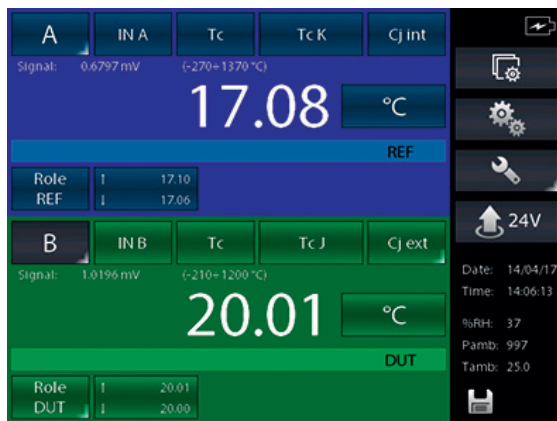 A IN A Tc Tc K Cj int
Signal: 0.6797 mV (-270÷1370 °C)
17.08 °C
REF
Role REF
↑ 17.10
↓ 17.06
B IN B Tc Tc J Cj ext
Signal: 1.0196 mV (-210÷1200 °C)
20.01 °C
DUT
Role DUT
↑ 20.01
↓ 20.00
24V
Date: 14/04/17
Time: 14:06:13
%RH: 37
Pamb: 997
Tamb: 25.0